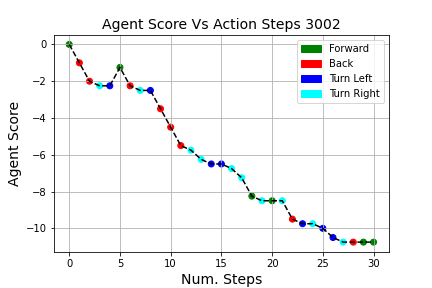 Agent Score Vs Action Steps 3002
Forward
Back
Turn Left
Turn Right
Agent Score
0
−2
−4
−6
−8
−10
0 5 10 15 20 25 30
Num. Steps